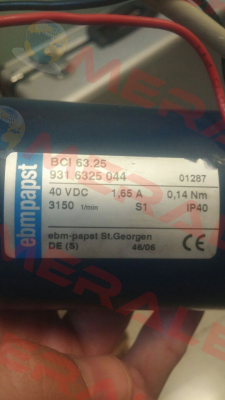 ebmpapst
BCI 63.25
931 6325 044
01287
40 VDC 1,65 A 0,14 Nm
3150 1/min S1 IP40
ebm-papst St.Georgen
DE (S) 46/06 CE